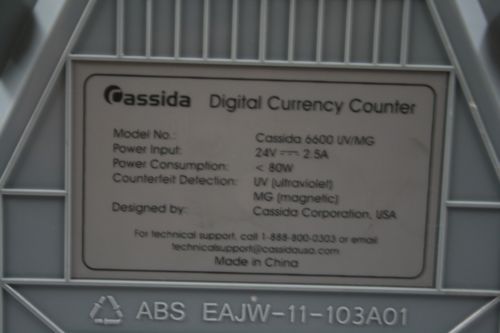 Cassida Digital Currency Counter
Model No.: Cassida 6600 UV/MG
Power Input: 24V 2.5A
Power Consumption: < 80W
Counterfeit Detection: UV (ultraviolet)
MG (magnetic)
Designed by: Cassida Corporation, USA
For technical support, call 1-888-800-0303 or email
technicalsupport@cassidausa.com
Made in China
ABS EAJW-11-103A01